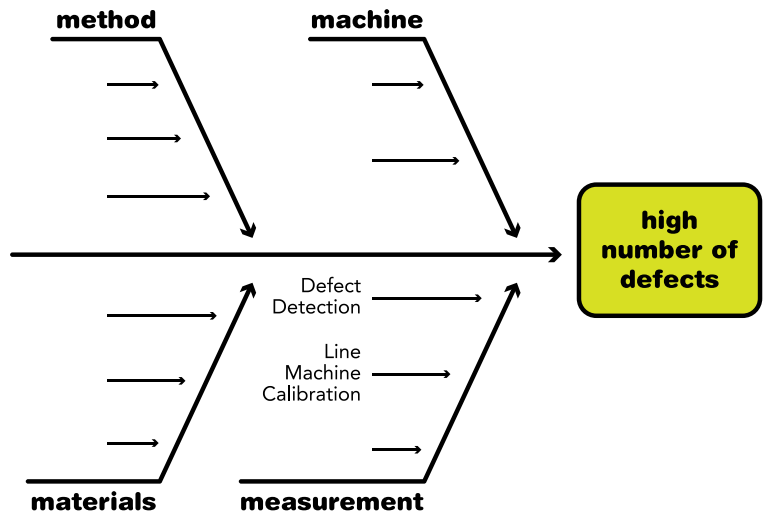 method
machine
high
number of
defects
Defect
Detection
Line
Machine
Calibration
materials
measurement